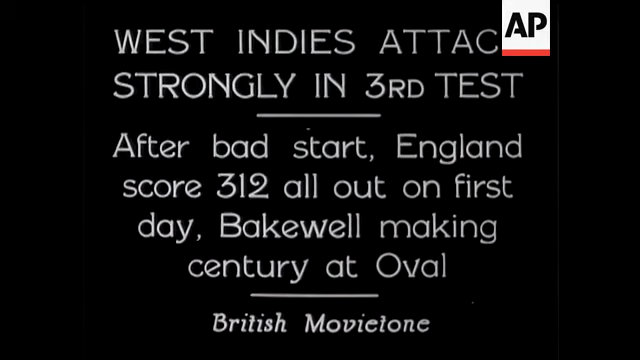 AP
WEST INDIES ATTAC
STRONGLY IN 3RD TEST
After bad start, England
score 312 all out on first
day, Bakewell making
century at Oval
British Movietone